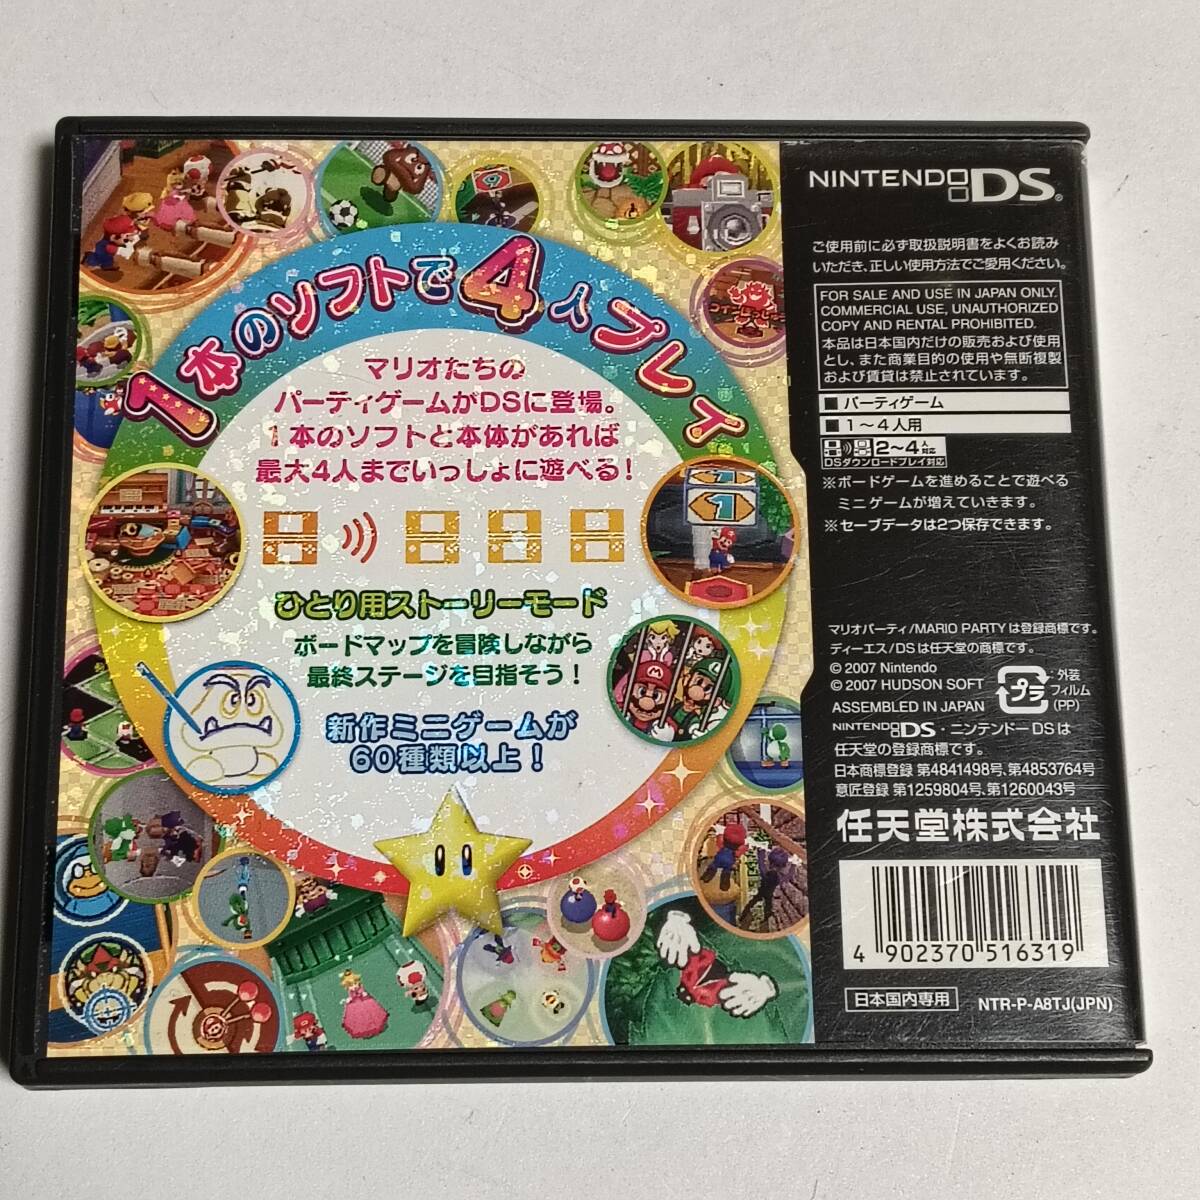 1本のソフトで4人プレイ
マリオたちの
パーティゲームがDSに登場。
1本のソフトと本体があれば
最大4人までいっしょに遊べる!
ひとり用ストーリーモード
ボードマップを冒険しながら
最終ステージを目指そう!
新作ミニゲームが
60種類以上!
NINTENDO DS®
ご使用前に必ず取扱説明書をよくお読み
いただき、正しい使用方法でご愛用ください。
FOR SALE AND USE IN JAPAN ONLY.
COMMERCIAL USE, UNAUTHORIZED
COPY AND RENTAL PROHIBITED.
本品は日本国内だけの販売および使用
とし、また商業目的の使用や無断複製
および賃貸は禁止されています。
■ パーティゲーム
■ 1~4人用
2~4人対応
DSダウンロードプレイ対応
※ボードゲームを進めることで遊べる
ミニゲームが増えていきます。
※セーブデータは2つ保存できます。
マリオパーティ/MARIO PARTY は登録商標です。
ディーエス/DSは任天堂の商標です。
© 2007 Nintendo
© 2007 HUDSON SOFT
ASSEMBLED IN JAPAN
プラ
外装
フィルム
(PP)
NINTENDO DS・ニンテンドーDSは
任天堂の登録商標です。
日本商標登録 第4841498号、第4853764号
意匠登録 第1259804号、第1260043号
任天堂株式会社
4 902370 516319
日本国内専用
NTR-P-A8TJ(JPN)